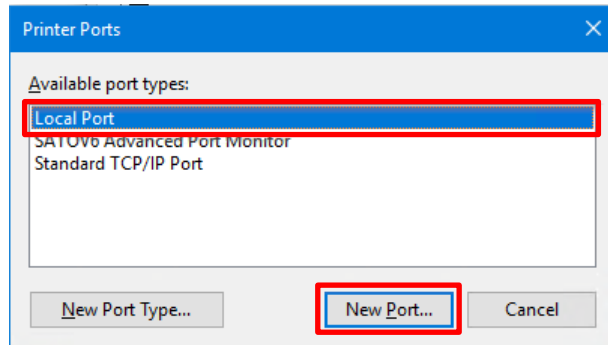 Printer Ports
Available port types:
Local Port
SATOV6 Advanced Port Monitor
Standard TCP/IP Port
New Port Type...
New Port...
Cancel